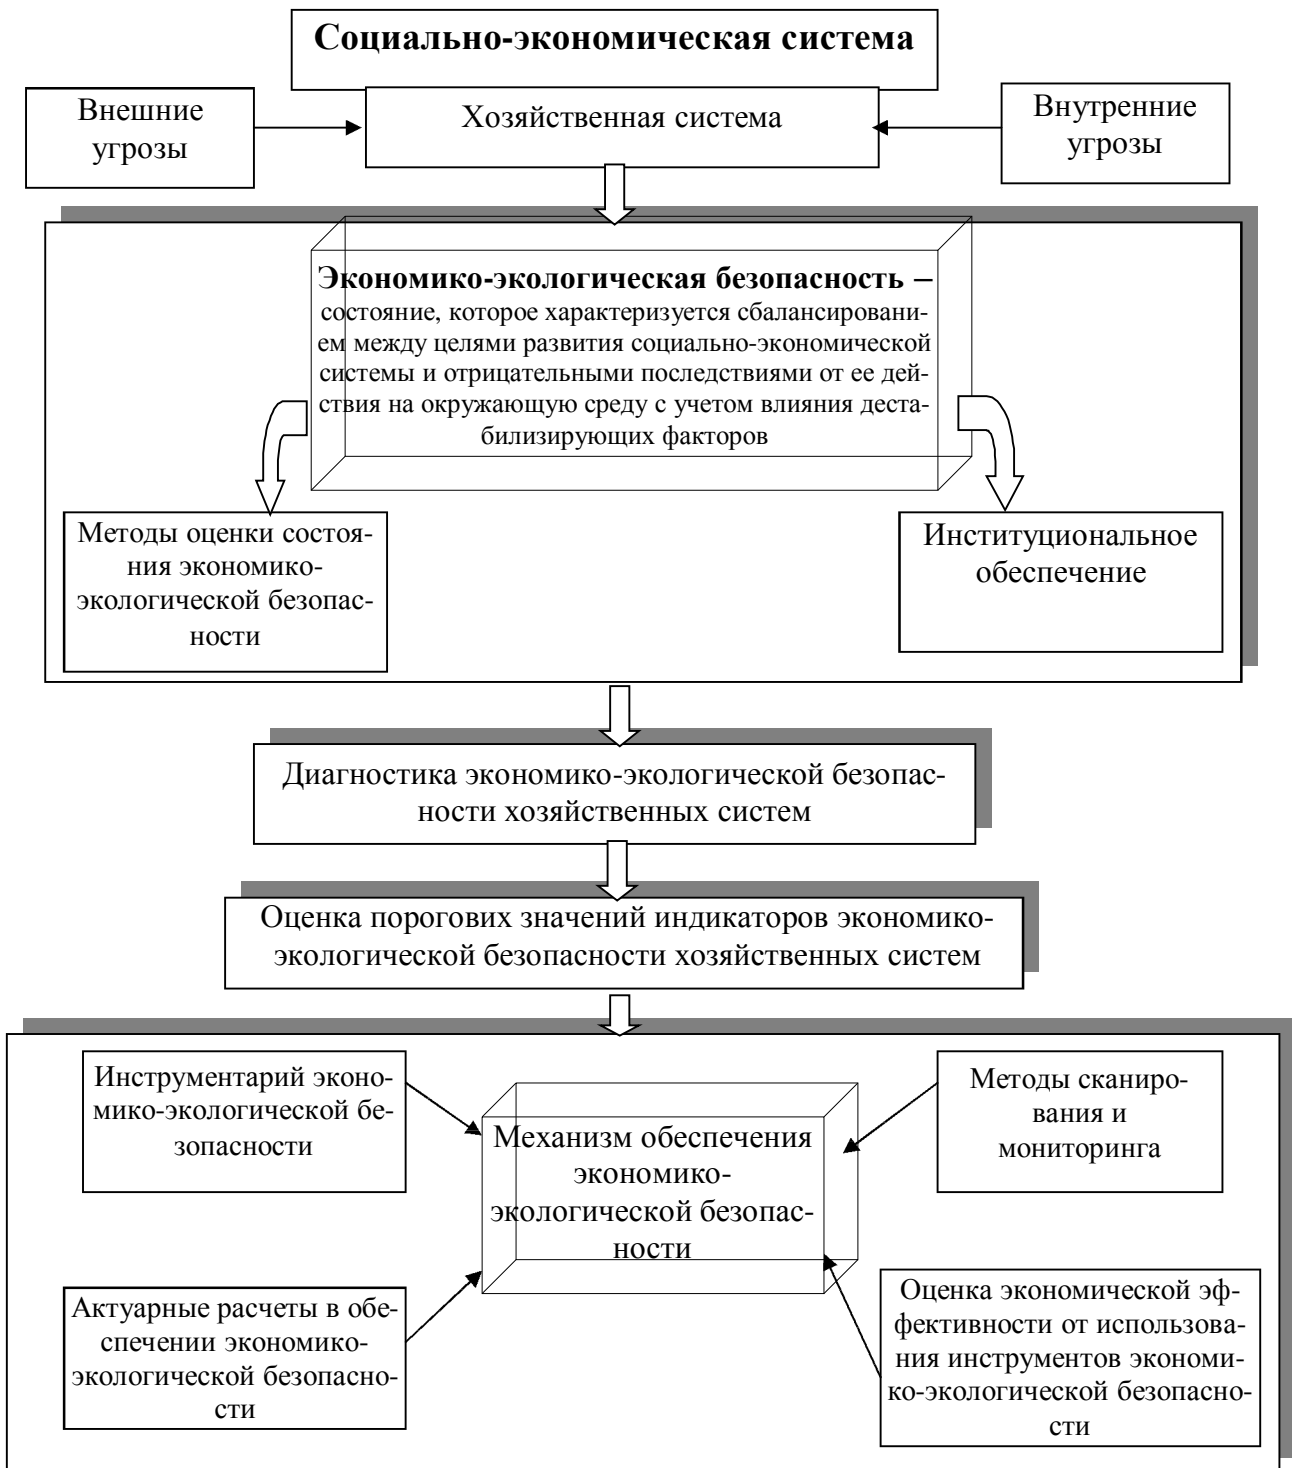 Социально-экономическая система
Внешние
угрозы
Хозяйственная система
Внутренние
угрозы
Экономико-экологическая безопасность –
состояние, которое характеризуется сбалансировани-
ем между целями развития социально-экономической
системы и отрицательными последствиями от ее дей-
ствия на окружающую среду с учетом влияния деста-
билизирующих факторов
Методы оценки состоя-
ния экономико-
экологической безопас-
ности
Институциональное
обеспечение
Диагностика экономико-экологической безопас-
ности хозяйственных систем
Оценка порогових значений индикаторов экономико-
экологической безопасности хозяйственных систем
Инструментарий эконо-
мико-экологической бе-
зопасности
Механизм обеспечения
экономико-
экологической безопас-
ности
Методы сканиро-
вания и
мониторинга
Актуарные расчеты в обе-
спечении экономико-
экологической безопасно-
сти
Оценка экономической эф-
фективности от использова-
ния инструментов экономи-
ко-экологической безопасно-
сти